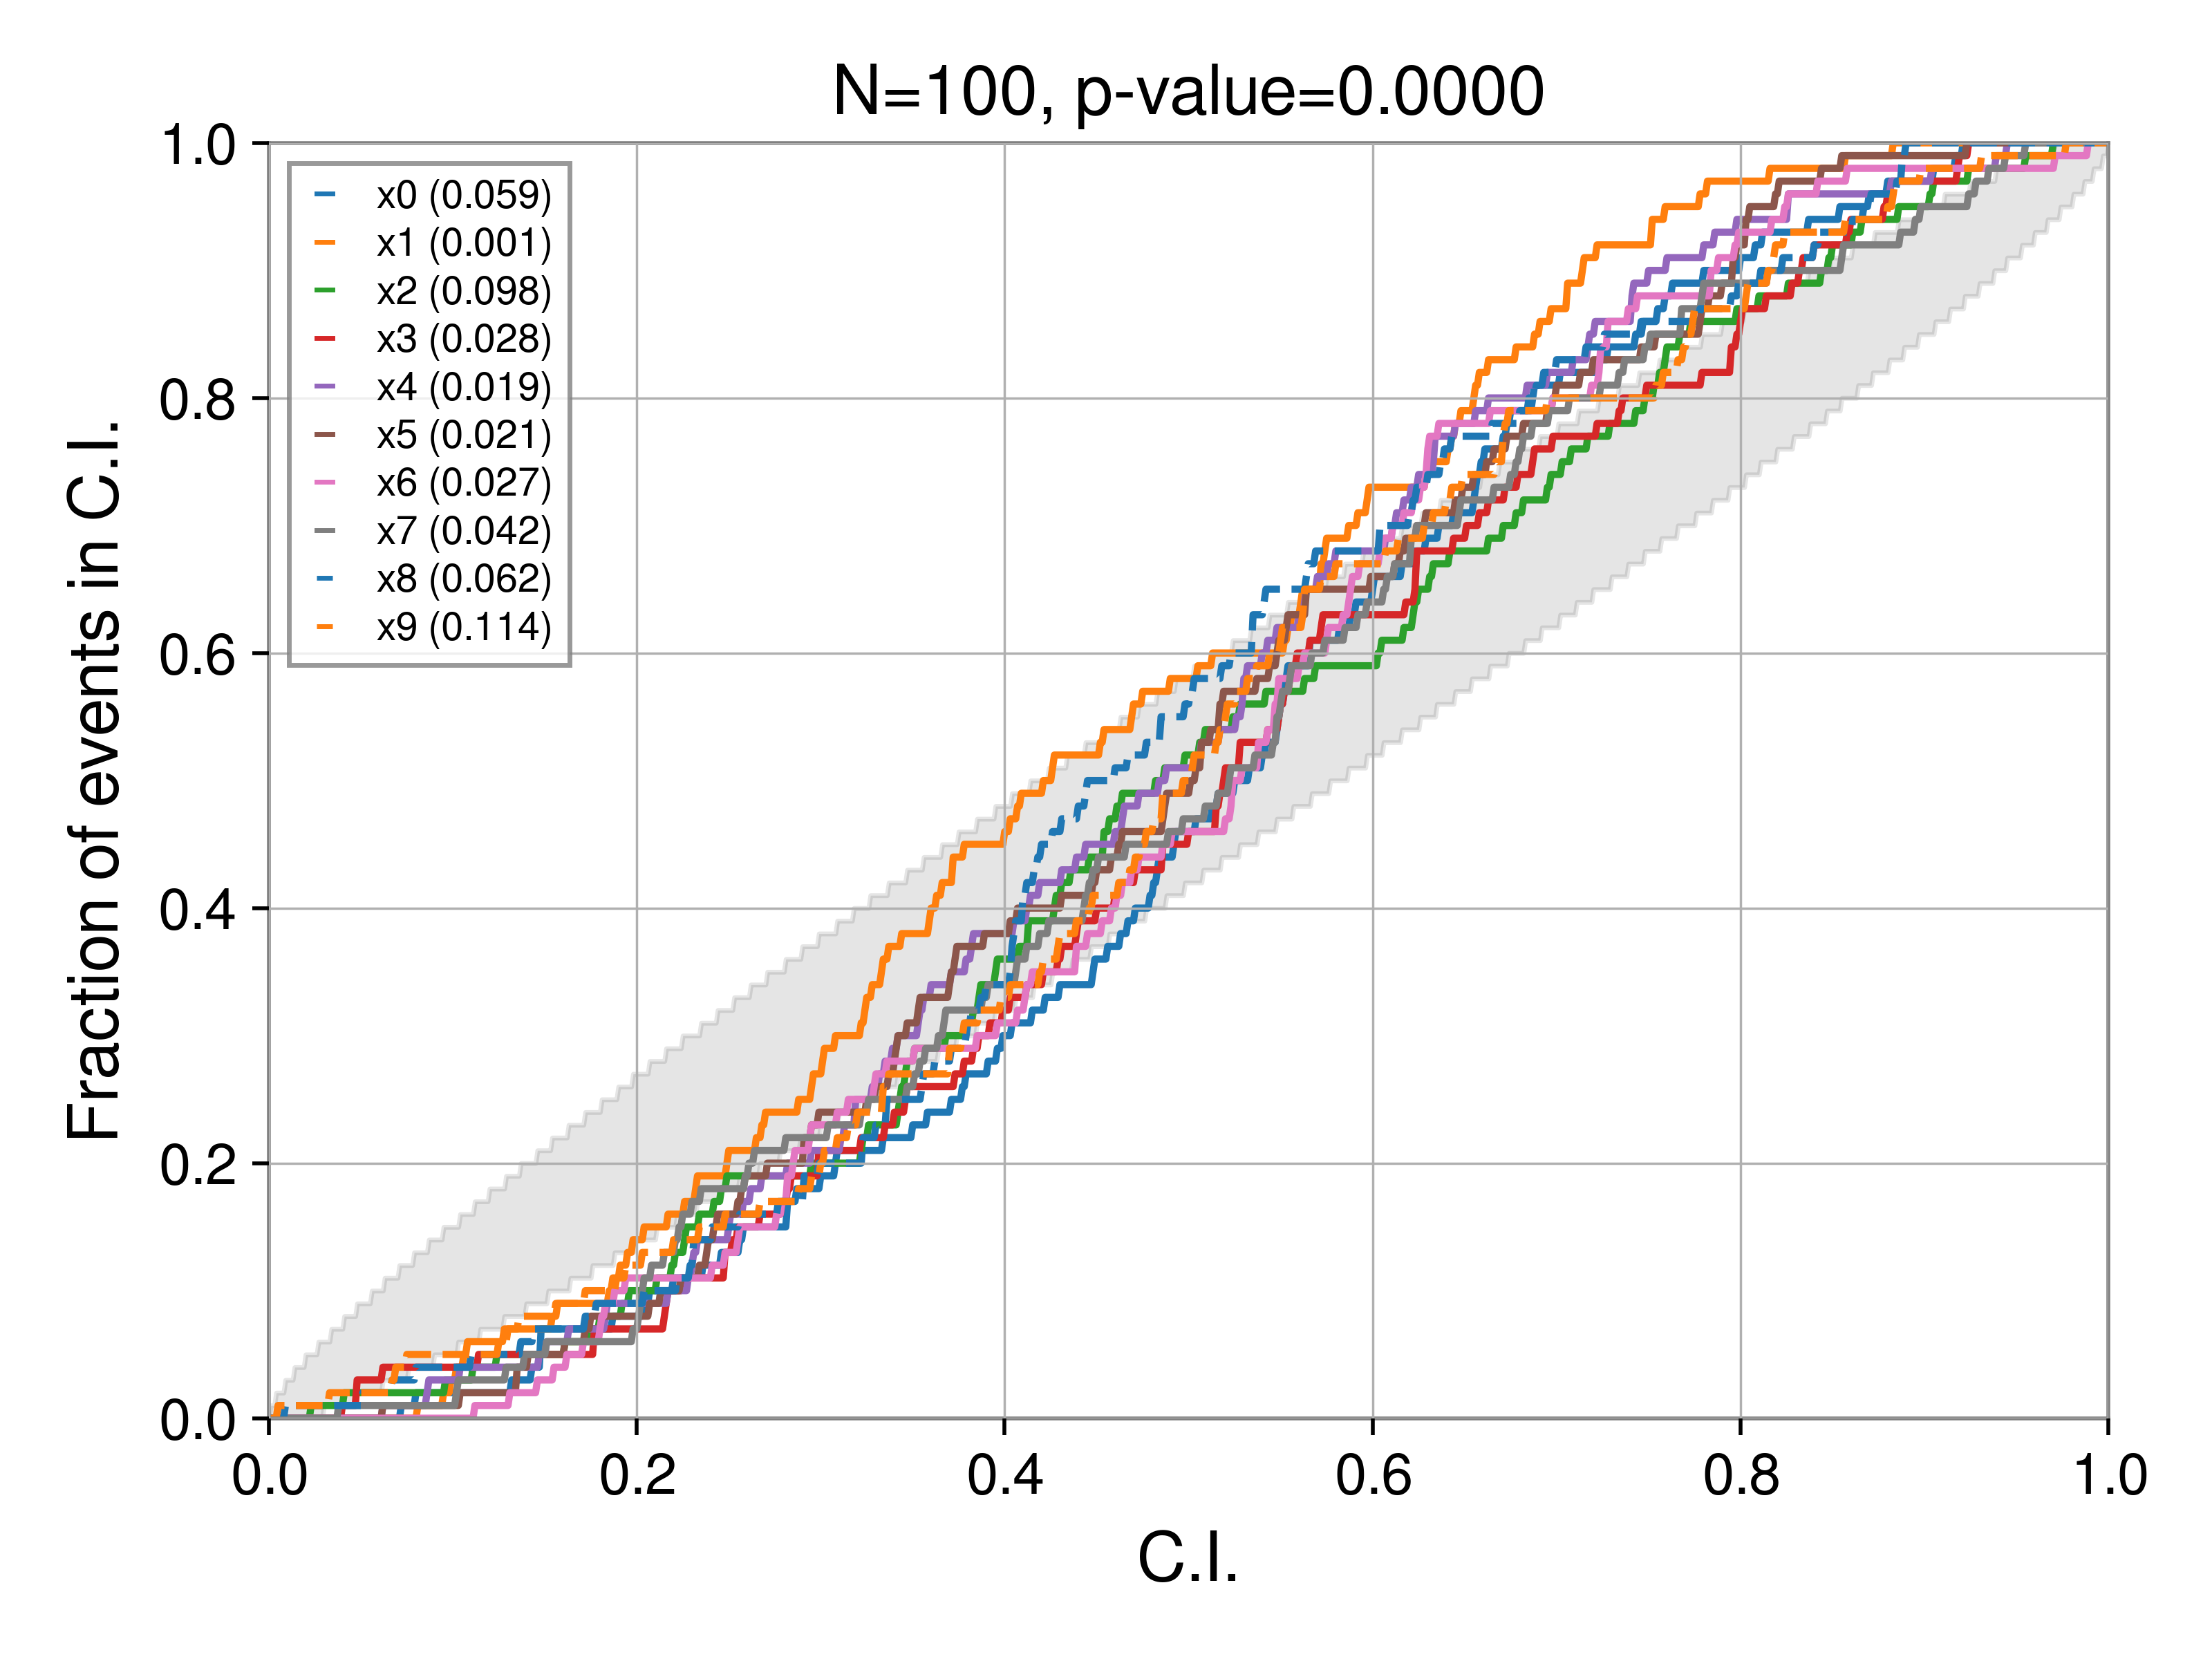 N=100, p-value=0.0000
1.0
0.8
0.6
0.4
0.2
0.0
Fraction of events in C.I.
x0 (0.059)
x1 (0.001)
x2 (0.098)
x3 (0.028)
x4 (0.019)
x5 (0.021)
x6 (0.027)
x7 (0.042)
x8 (0.062)
x9 (0.114)
0.0 0.2 0.4 0.6 0.8 1.0
C.I.